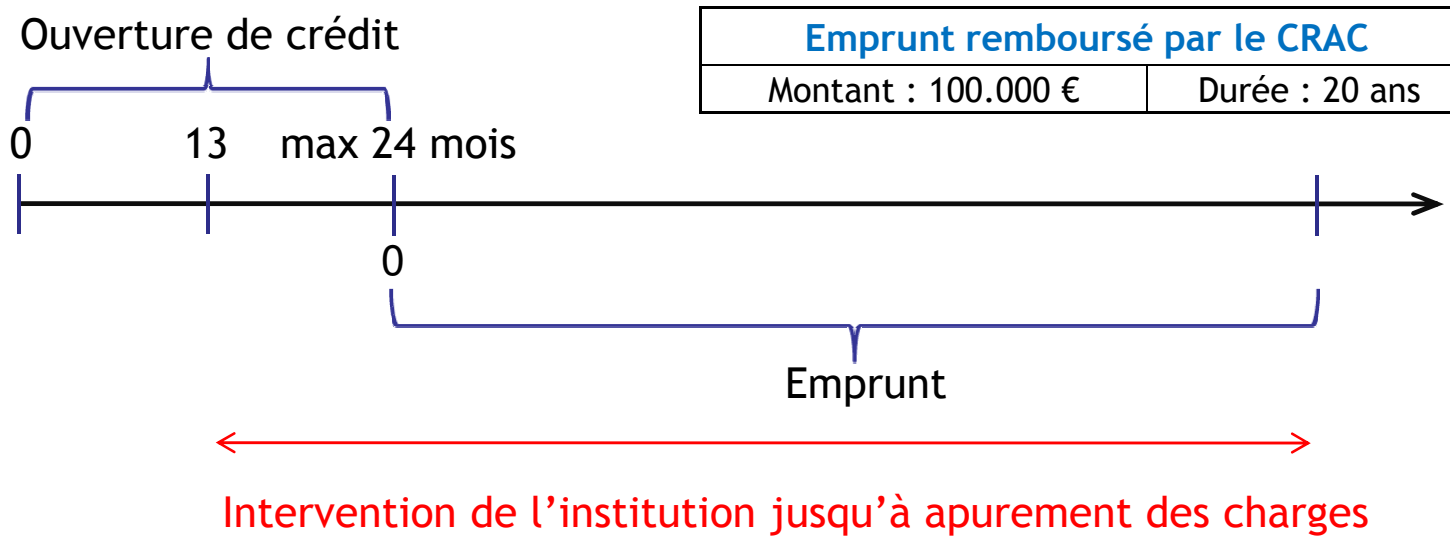 Ouverture de crédit
Emprunt remboursé par le CRAC
Montant : 100.000 € Durée : 20 ans
0 13 max 24 mois
0
Emprunt
Intervention de l’institution jusqu’à apurement des charges